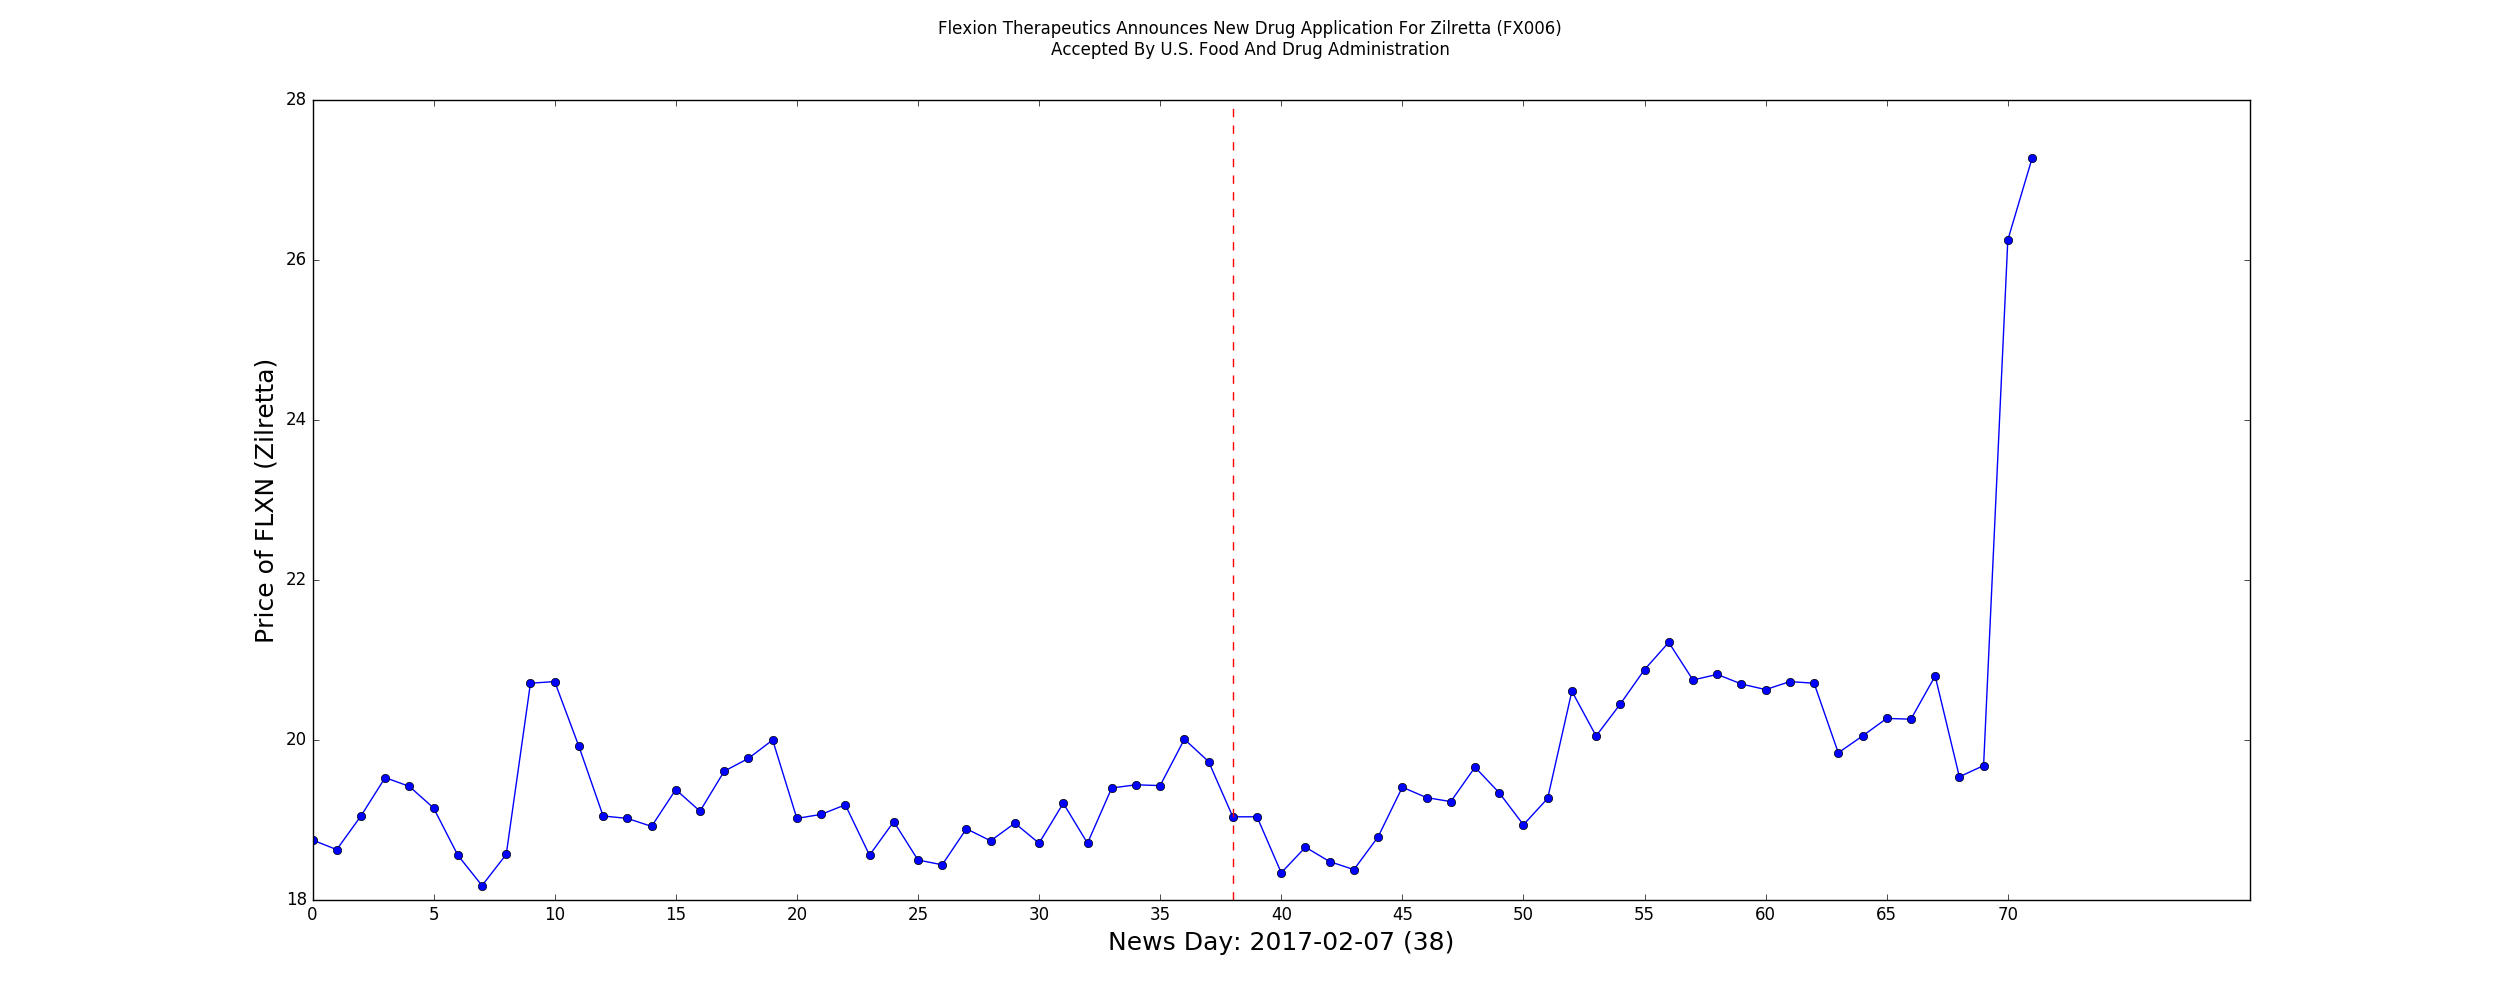 Flexion Therapeutics Announces New Drug Application For Zilretta (FX006)
Accepted By U.S. Food And Drug Administration
28
26
24
22
20
18
Price of FLXN (Zilretta)
0 5 10 15 20 25 30 35 40 45 50 55 60 65 70
News Day: 2017-02-07 (38)